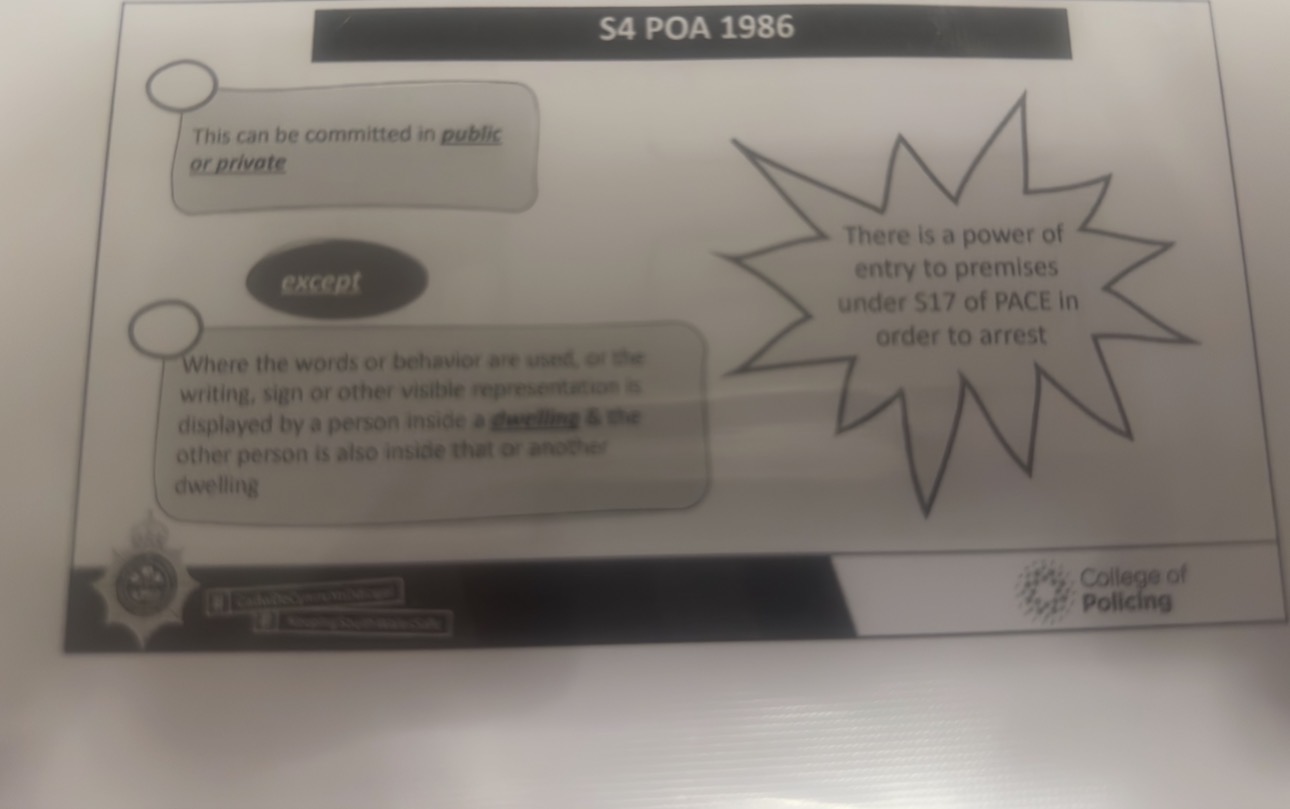 S4 POA 1986
This can be committed in public
or private
except
Where the words or behavior are used, or the
writing, sign or other visible representation is
displayed by a person inside a dwelling & the
other person is also inside that or another
dwelling
There is a power of
entry to premises
under S17 of PACE in
order to arrest
College of
Policing